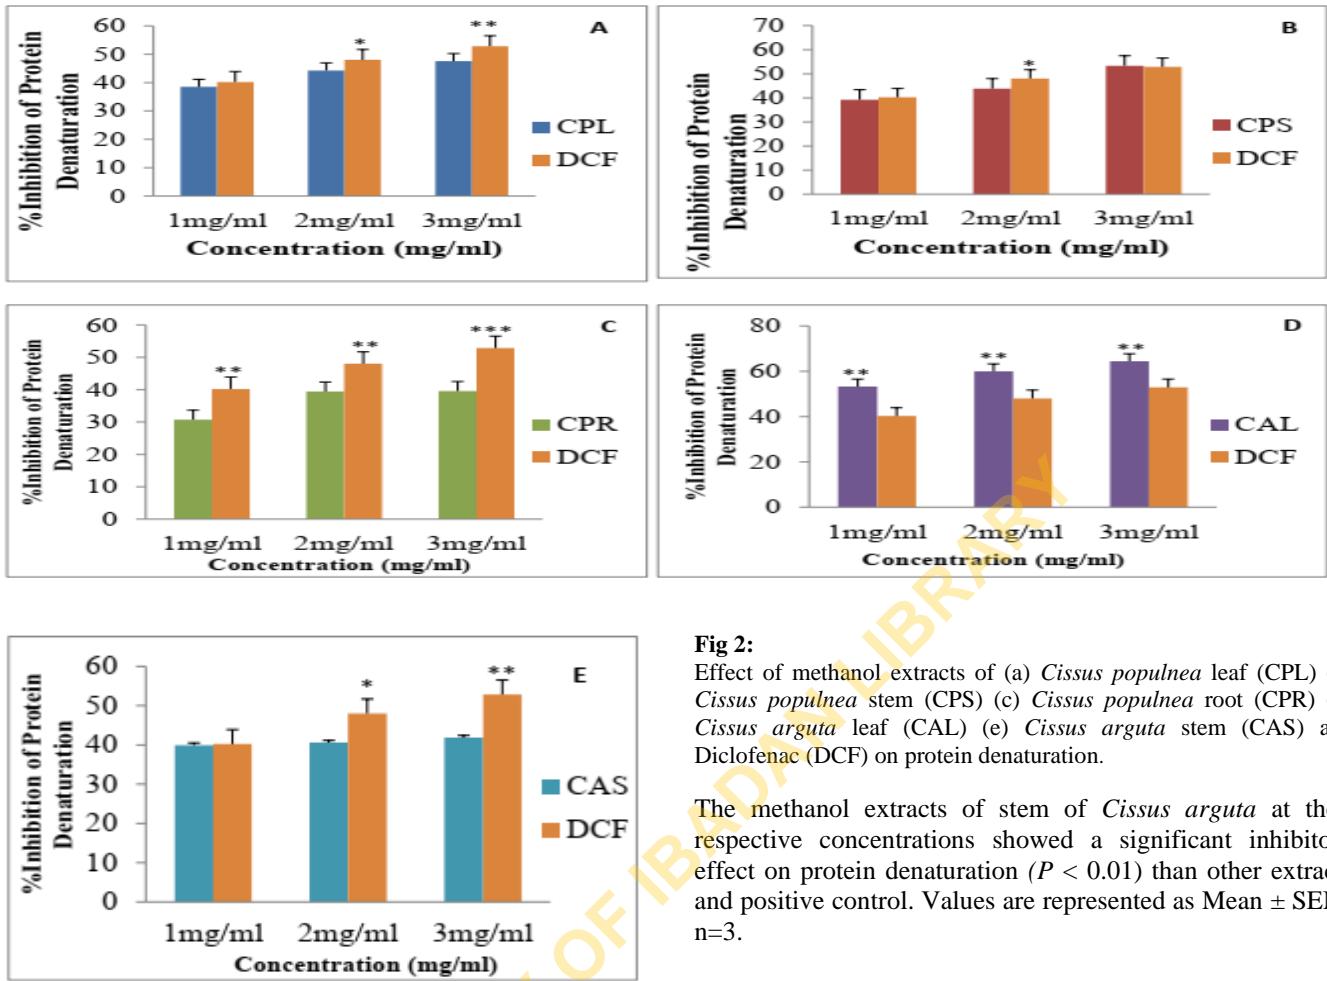 A
%Inhibition of Protein
Denaturation
60
50
40
30
20
10
0
*
**
CPL
DCF
1mg/ml 2mg/ml 3mg/ml
Concentration (mg/ml)
B
%Inhibition of Protein
Denaturation
70
60
50
40
30
20
10
0
*
CPS
DCF
1mg/ml 2mg/ml 3mg/ml
Concentration (mg/ml)
C
%Inhibition of Protein
Denaturation
60
50
40
30
20
10
0
**
**
***
CPR
DCF
1mg/ml 2mg/ml 3mg/ml
Concentration (mg/ml)
D
%Inhibition of Protein
Denaturation
80
60
40
20
0
**
**
**
CAL
DCF
1mg/ml 2mg/ml 3mg/ml
Concentration (mg/ml)
E
%Inhibition of Protein
Denaturation
60
50
40
30
20
10
0
*
**
CAS
DCF
1mg/ml 2mg/ml 3mg/ml
Concentration (mg/ml)
Fig 2:
Effect of methanol extracts of (a) Cissus populnea leaf (CPL) (
Cissus populnea stem (CPS) (c) Cissus populnea root (CPR) (
Cissus arguta leaf (CAL) (e) Cissus arguta stem (CAS) a
Diclofenac (DCF) on protein denaturation.
The methanol extracts of stem of Cissus arguta at the
respective concentrations showed a significant inhibito
effect on protein denaturation (P < 0.01) than other extrac
and positive control. Values are represented as Mean ± SE
n=3.
OF IBADAN LIBRARY